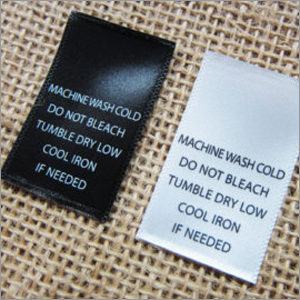 MACHINE WASH COLD
DO NOT BLEACH
TUMBLE DRY LOW
COOL IRON
IF NEEDED
MACHINE WASH COLD
DO NOT BLEACH
TUMBLE DRY LOW
COOL IRON
IF NEEDED